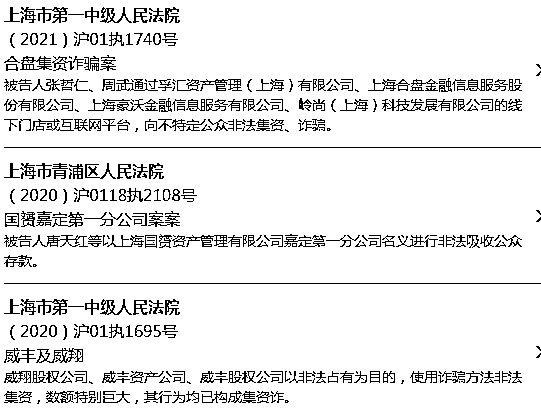 上海市第一中级人民法院
（2021）沪01执1740号
合盘集资诈骗案
被告人张哲仁、周武通过孚汇资产管理（上海）有限公司、上海合盘金融信息服务股
份有限公司、上海豪沃金融信息服务有限公司、岭尚（上海）科技发展有限公司的线
下门店或互联网平台，向不特定公众非法集资、诈骗。
上海市青浦区人民法院
（2020）沪0118执2108号
国赟嘉定第一分公司案案
被告人唐天红等以上海国赟资产管理有限公司嘉定第一分公司名义进行非法吸收公众
存款。
上海市第一中级人民法院
（2020）沪01执1695号
威丰及威翔
威翔股权公司、威丰资产公司、威丰股权公司以非法占有为目的，使用诈骗方法非法
集资，数额特别巨大，其行为均已构成集资诈。